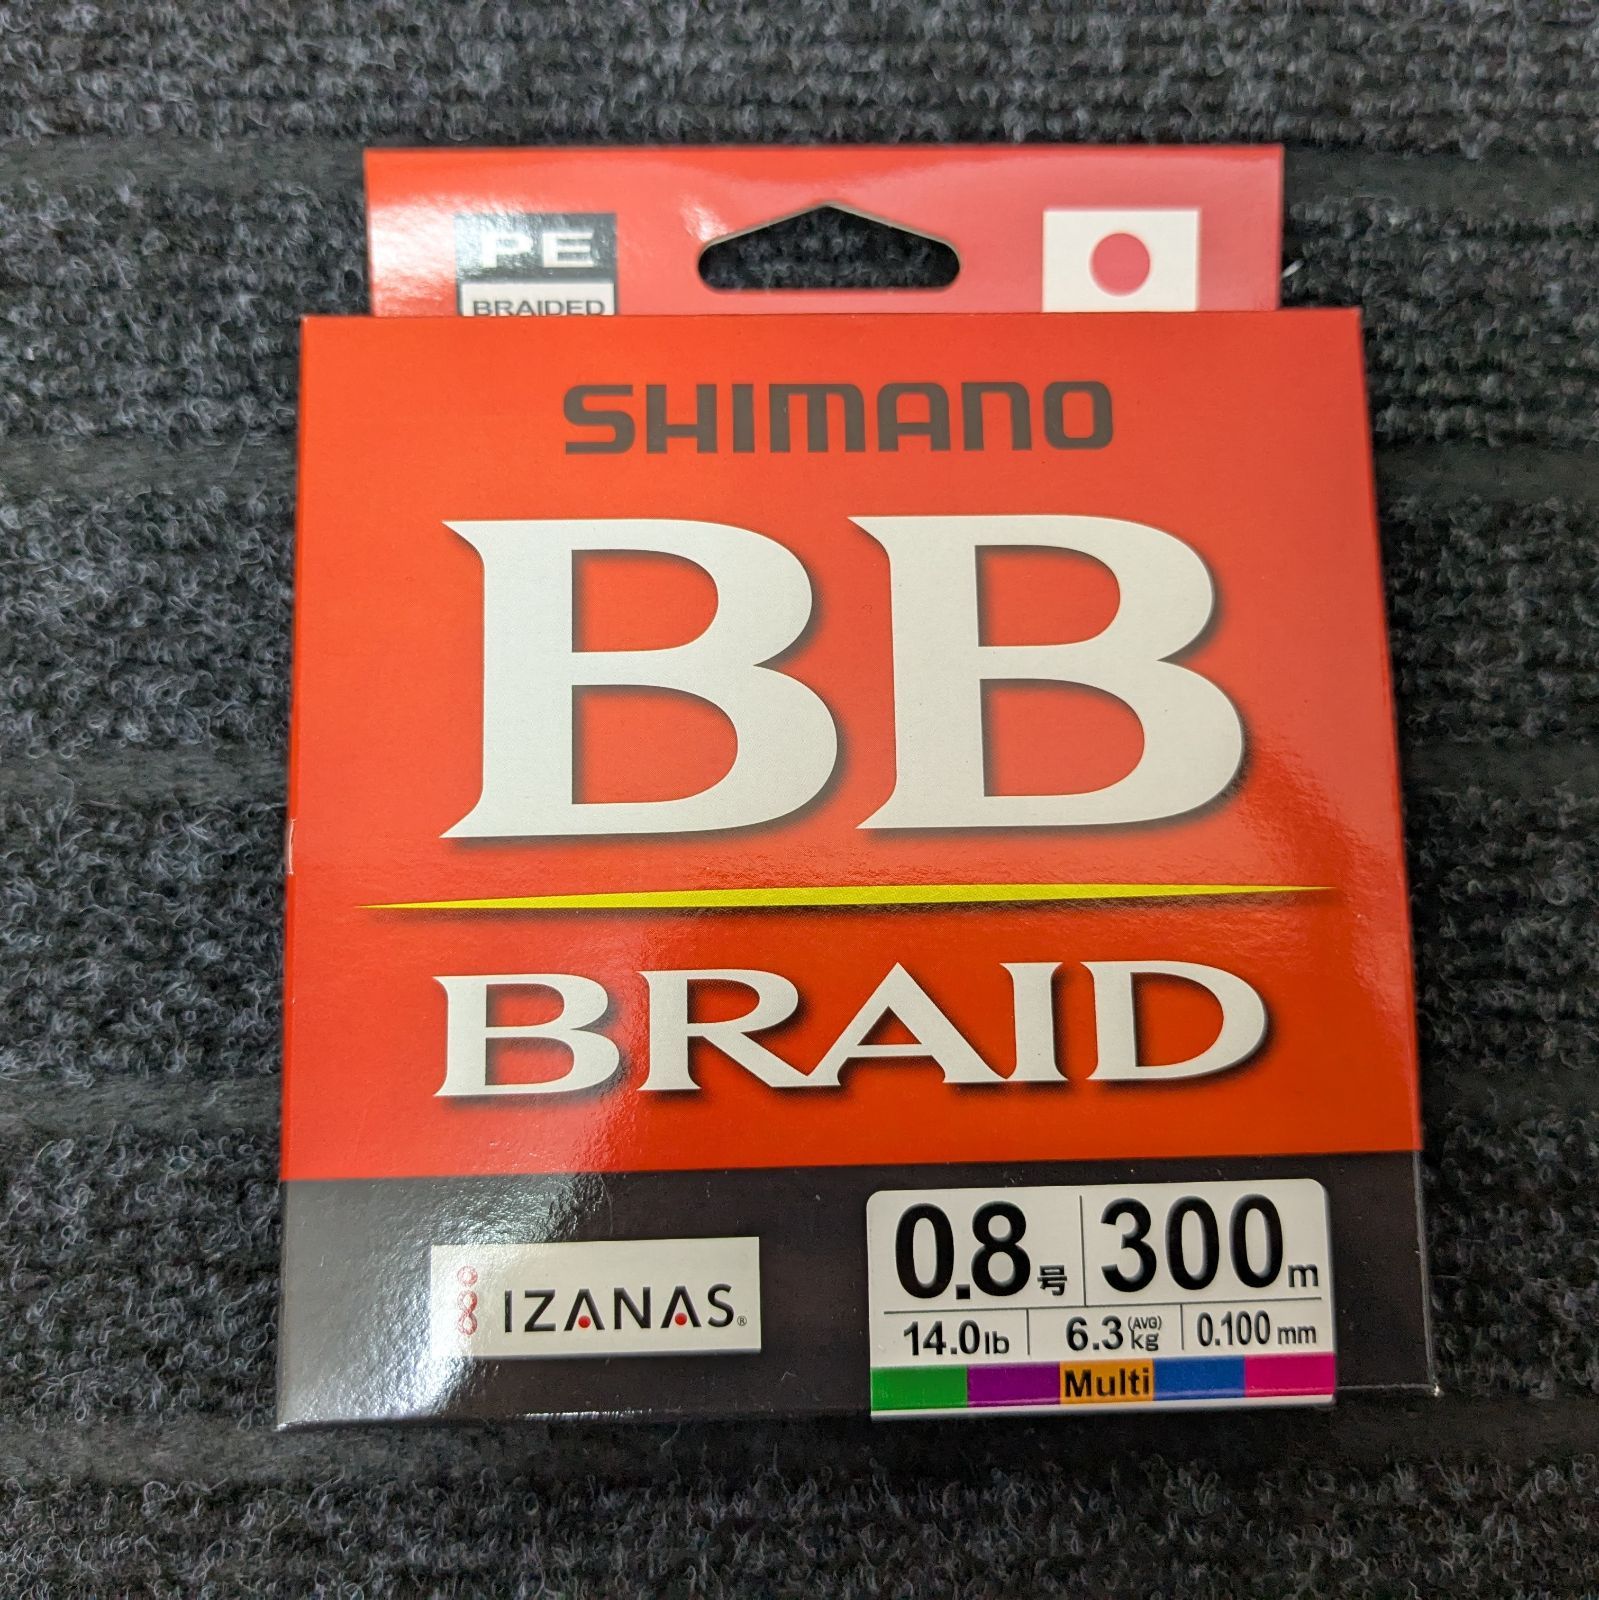 PE
BRAIDED
SHIMANO
BB
BRAID
IZANAS®
0.8号 300m
14.0lb 6.3(AVG)kg 0.100mm
Multi